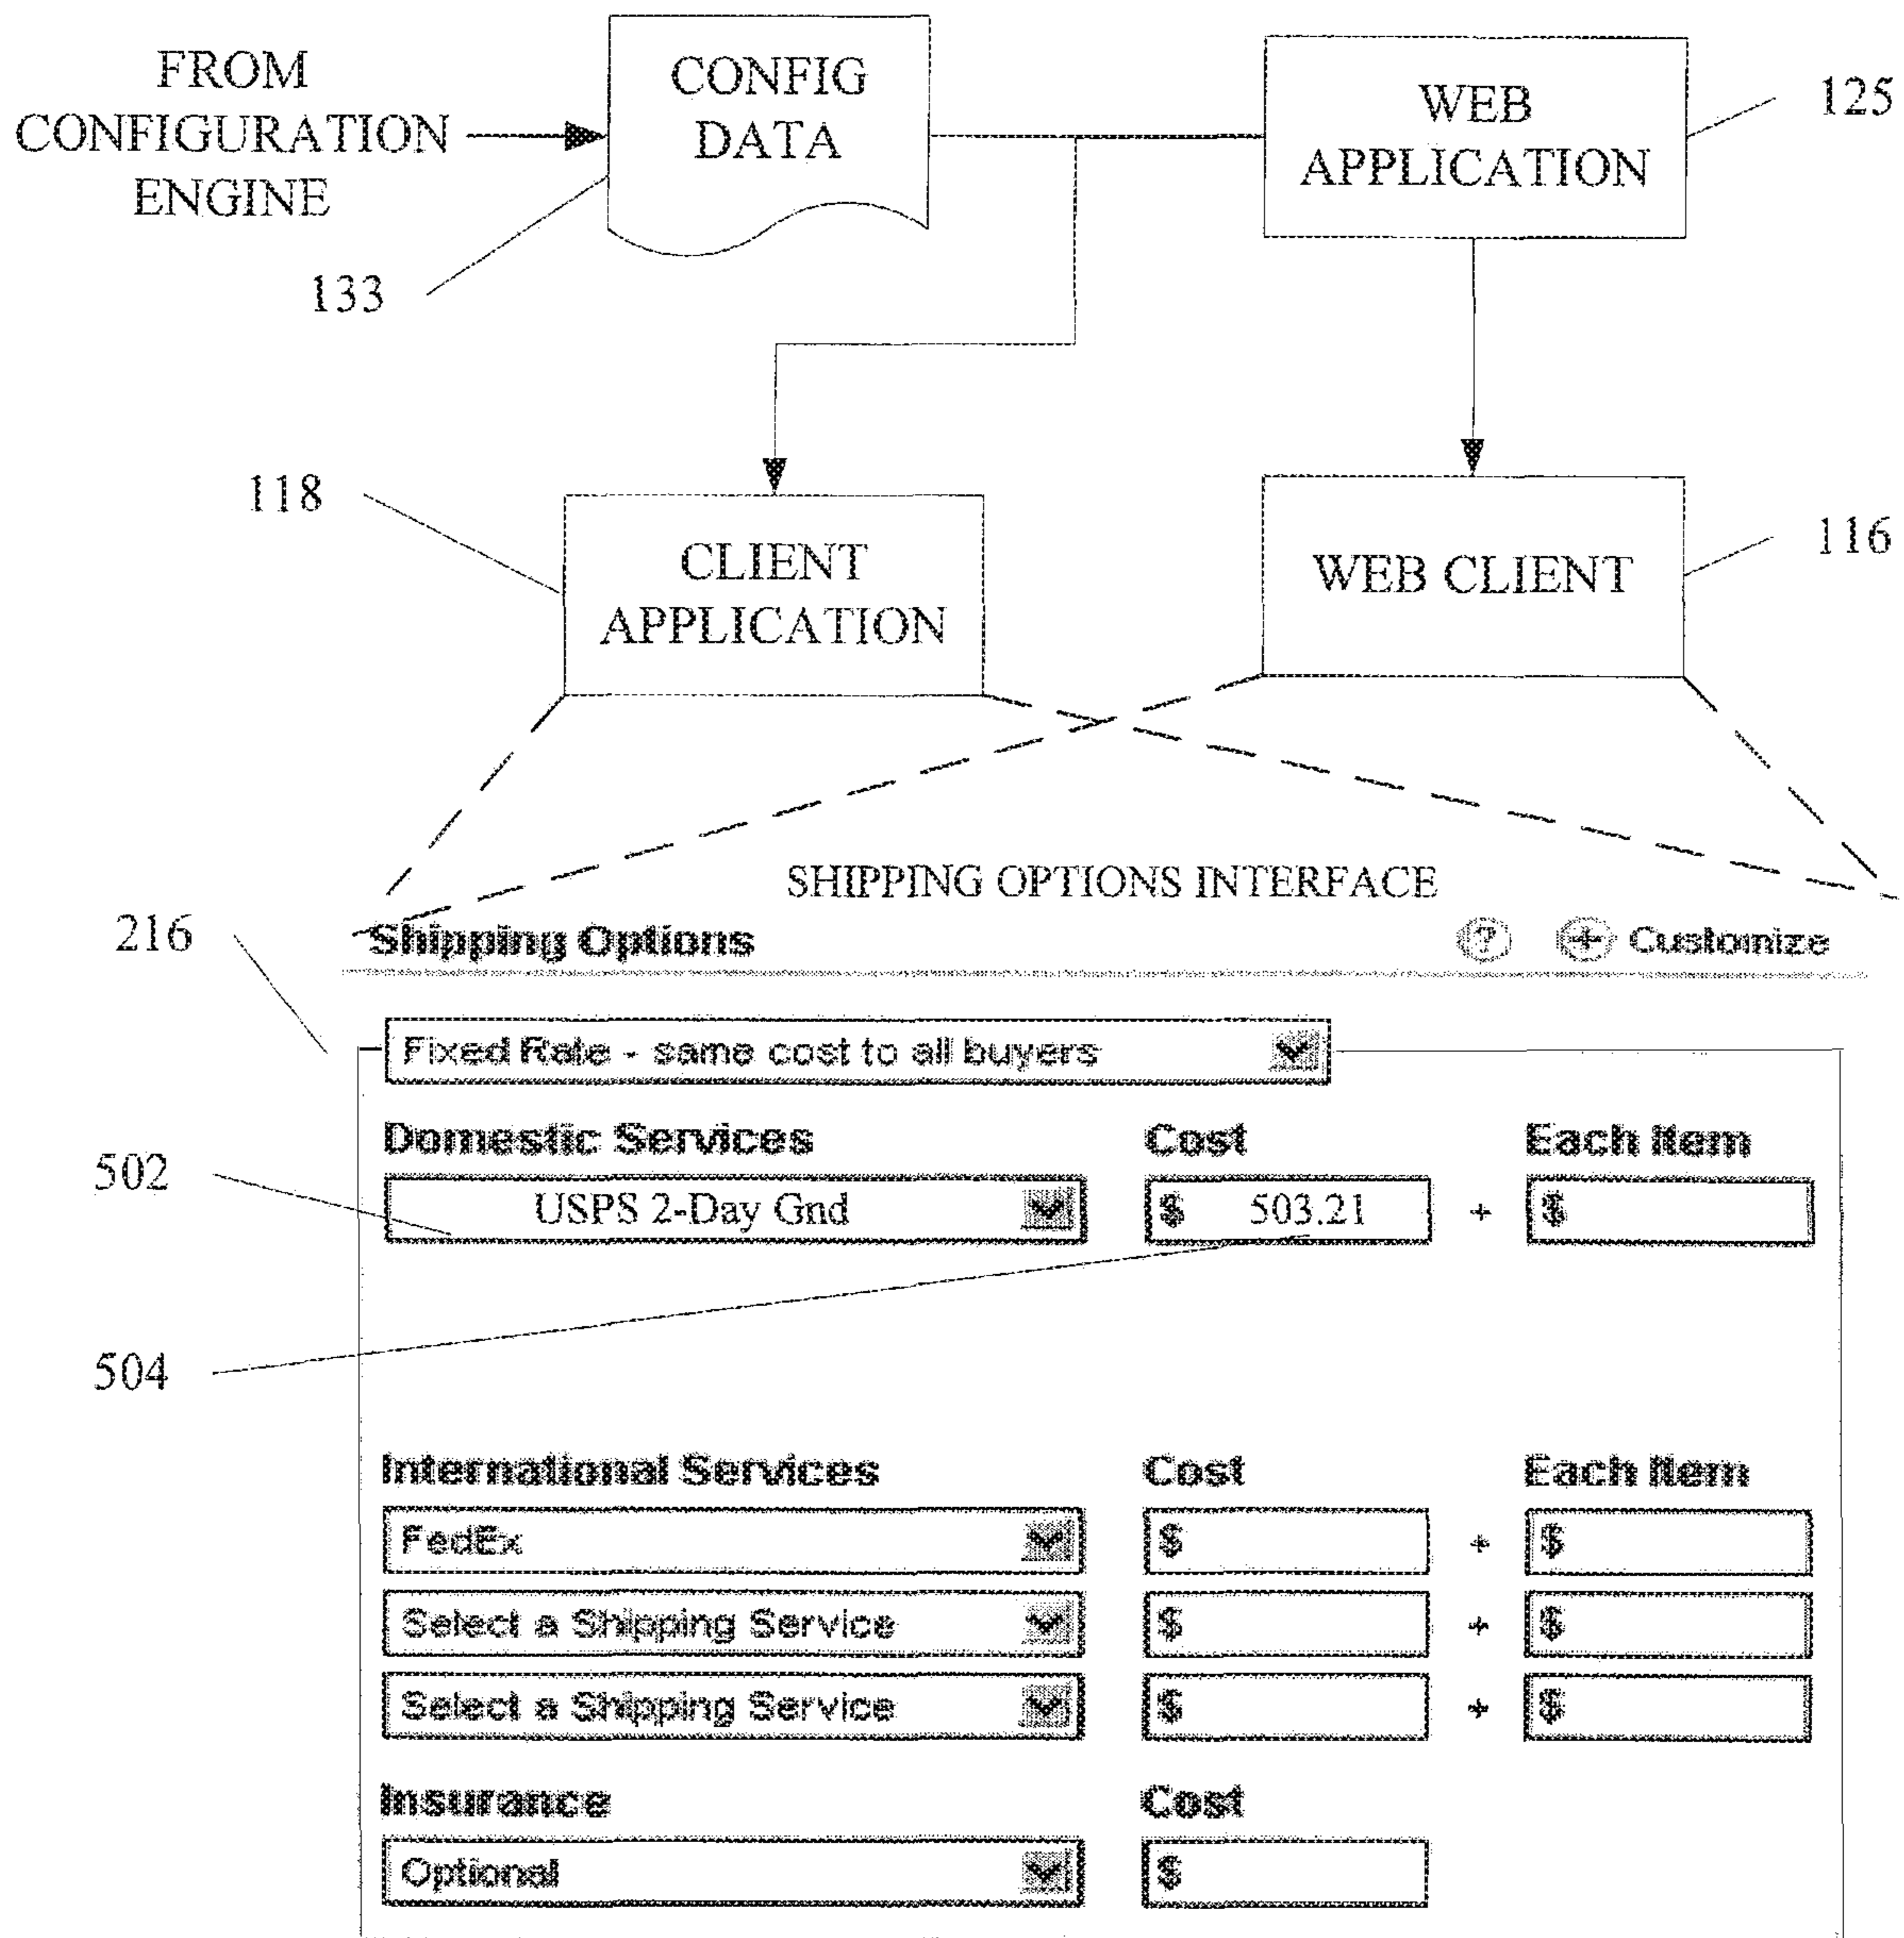 FROM
CONFIGURATION
ENGINE
CONFIG
DATA
WEB
APPLICATION
125
133
118
CLIENT
APPLICATION
WEB CLIENT
116
SHIPPING OPTIONS INTERFACE
216
Shipping Options ? + Customize
Fixed Rate - same cost to all buyers
Domestic Services Cost Each Item
502
USPS 2-Day Gnd $ 503.21 + $
504
International Services Cost Each Item
FedEx $ + $
Select a Shipping Service $ + $
Select a Shipping Service $ + $
Insurance Cost
Optional $